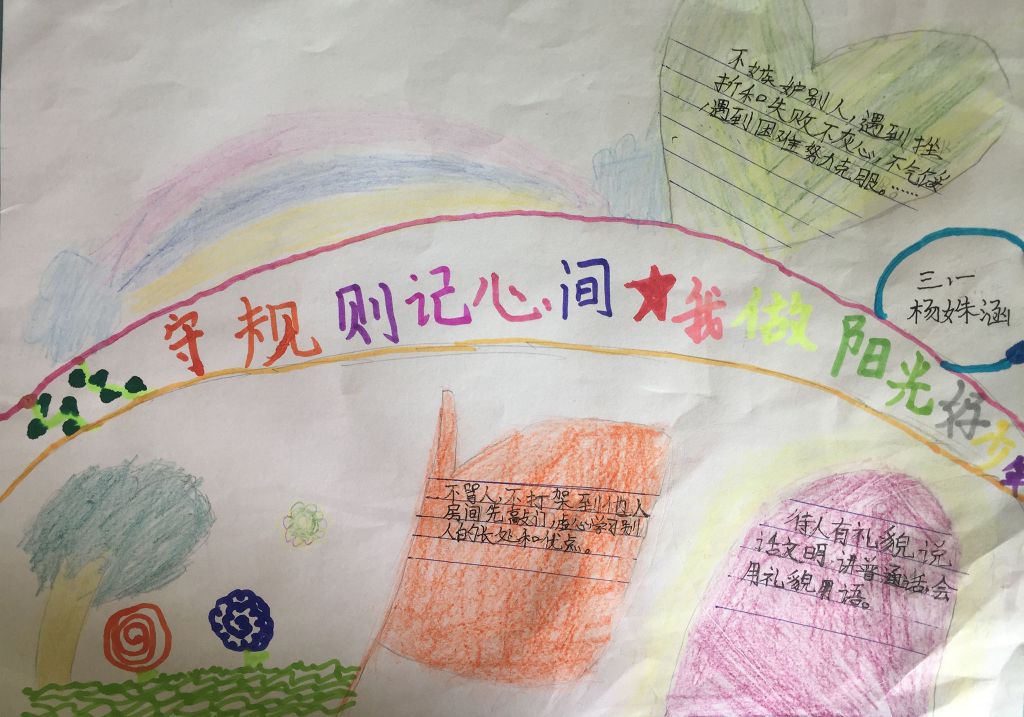 守规则记心间★我做阳光好少年
不嫉妒别人,遇到挫
折和失败不灰心,不气馁
,遇到困难努力克服。……
三、一
杨姝涵
不骂人,不打架到他人
房间先敲门,虚心学习别
人的长处和优点。
待人有礼貌说
话文明.讲普通话,会
用礼貌用语。